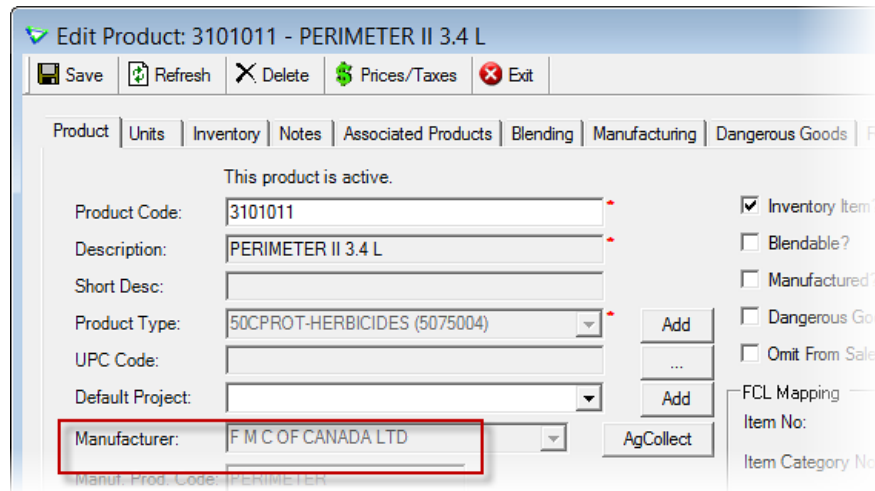 Edit Product: 3101011 - PERIMETER II 3.4 L
Save Refresh Delete Prices/Taxes Exit
Product Units Inventory Notes Associated Products Blending Manufacturing Dangerous Goods
This product is active.
Product Code: 3101011 * Inventory Item?
Description: PERIMETER II 3.4 L * Blendable?
Short Desc: Manufactured?
Product Type: 50CPROT-HERBICIDES (5075004) * Add Dangerous Go
UPC Code: ... Omit From Sale
Default Project: Add FCL Mapping
Manufacturer: F M C OF CANADA LTD AgCollect Item No:
Manuf. Prod. Code: PERIMETER Item Category No